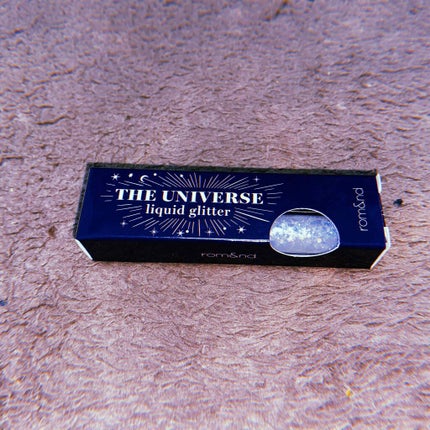 THE UNIVERSE
liquid glitter
rom&nd
rom&nd